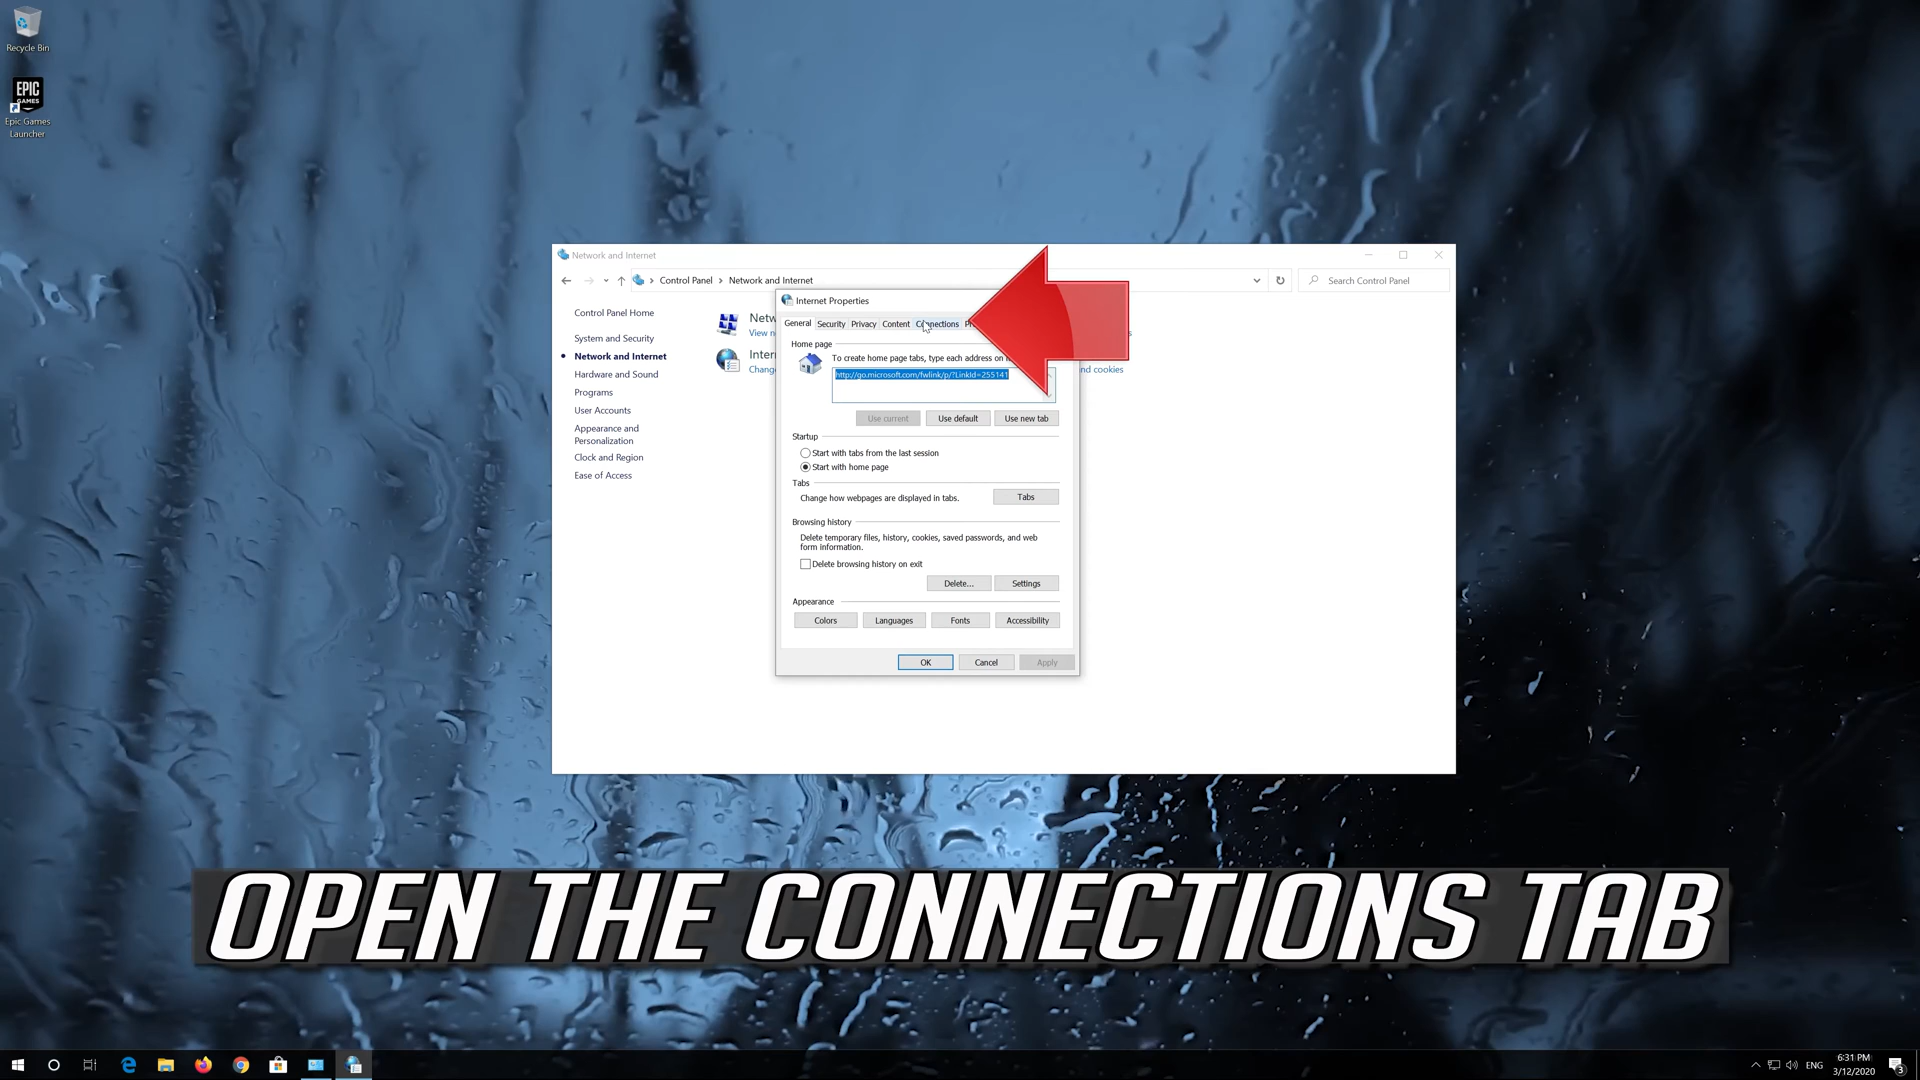 Recycle Bin
EPIC
GAMES
Epic Games
Launcher
Network and Internet
Control Panel
Network and Internet
Search Control Panel
Control Panel Home
System and Security
Network and Internet
Hardware and Sound
Programs
User Accounts
Appearance and
Personalization
Clock and Region
Ease of Access
Internet Properties
General Security Privacy Content Connections
Home page
To create home page tabs, type each address on
http://go.microsoft.com/fwlink/p/?LinkId=255141
Use current Use default Use new tab
Startup
Start with tabs from the last session
Start with home page
Tabs
Change how webpages are displayed in tabs.
Tabs
Browsing history
Delete temporary files, history, cookies, saved passwords, and web
form information.
Delete browsing history on exit
Delete... Settings
Appearance
Colors Languages Fonts Accessibility
OK Cancel Apply
Change
nd cookies
OPEN THE CONNECTIONS TAB
ENG
6:31 PM
3/12/2020
3